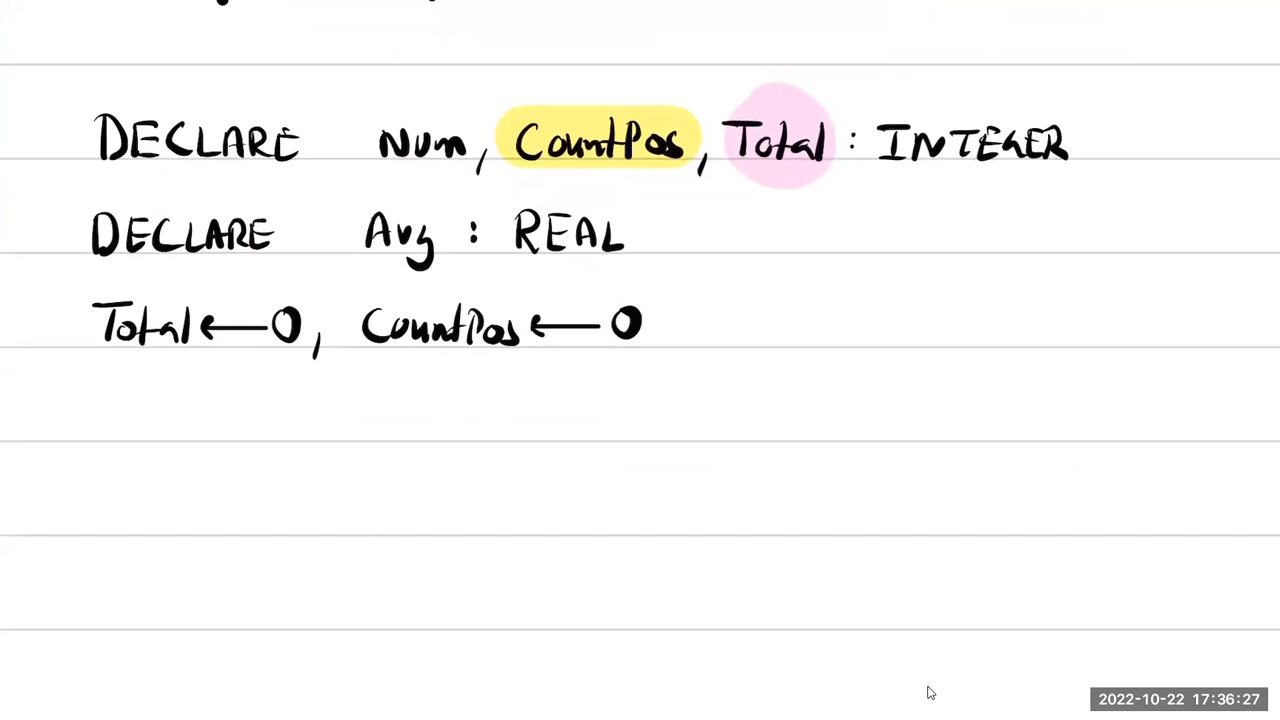 DECLARE Num, CountPos, Total : INTEGER
DECLARE Avg : REAL
Total ← 0, CountPos ← 0
2022-10-22 17:36:27